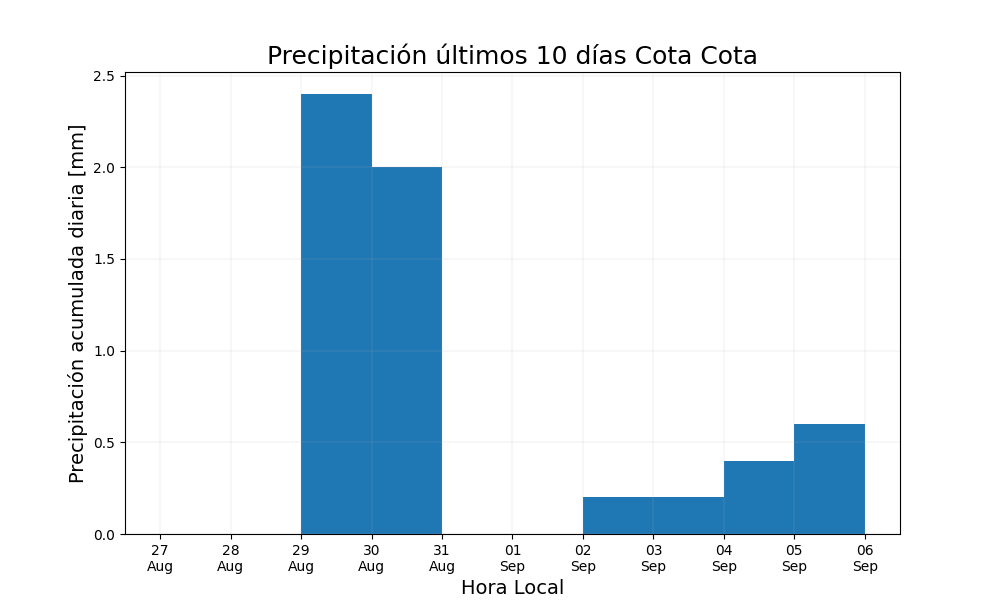 Precipitación últimos 10 días Cota Cota
Precipitación acumulada diaria [mm]
2.5
2.0
1.5
1.0
0.5
0.0
27 28 29 30 31 01 02 03 04 05 06
Aug Aug Aug Aug Aug Sep Sep Sep Sep Sep Sep
Hora Local